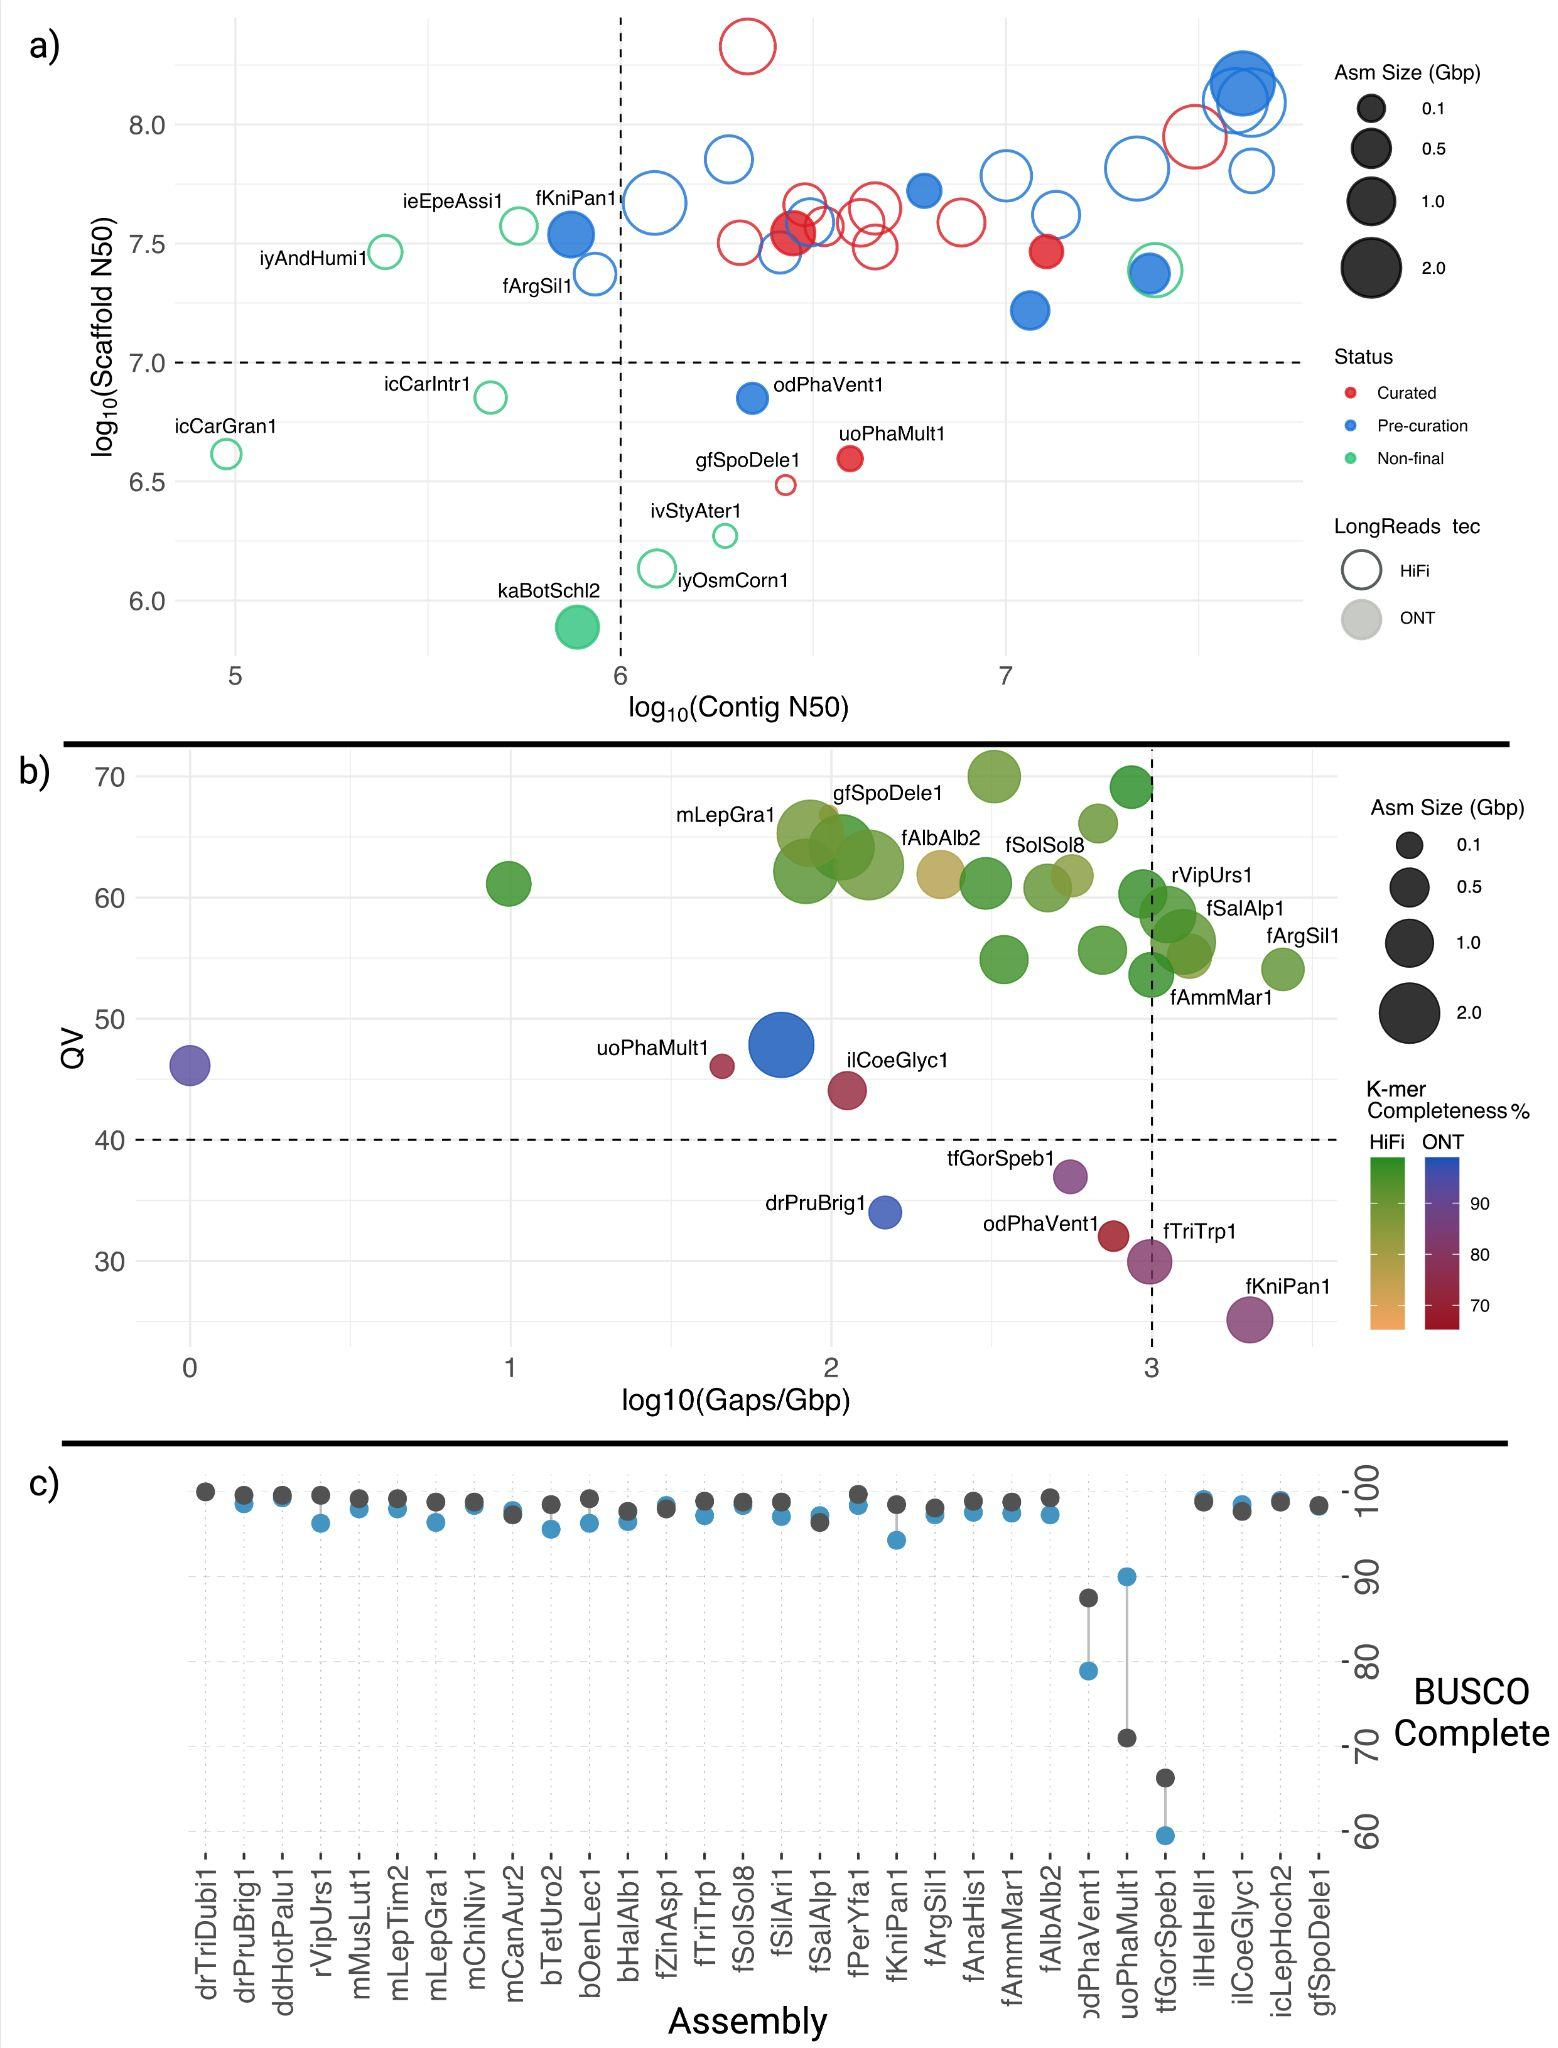 a)
log10(Scaffold N50)
8.0
7.5
7.0
6.5
6.0
ieEpeAssi1
fKniPan1
iyAndHumi1
fArgSil1
icCarIntr1
odPhaVent1
icCarGran1
uoPhaMult1
gfSpoDele1
ivStyAter1
iyOsmCorn1
kaBotSchl2
5
6
7
log10(Contig N50)
Asm Size (Gbp)
0.1
0.5
1.0
2.0
Status
Curated
Pre-curation
Non-final
LongReads tec
HiFi
ONT
b)
QV
70
60
50
40
30
gfSpoDele1
mLepGra1
fAlbAlb2
fSolSol8
rVipUrs1
fSalAlp1
fArgSil1
fAmmMar1
uoPhaMult1
ilCoeGlyc1
tfGorSpeb1
drPruBrig1
odPhaVent1
fTriTrp1
fKniPan1
0
1
2
3
log10(Gaps/Gbp)
Asm Size (Gbp)
0.1
0.5
1.0
2.0
K-mer
Completeness %
HiFi ONT
90
80
70
c)
100
90
80
70
60
BUSCO
Complete
drTriDubi1
drPruBrig1
ddHotPalu1
rVipUrs1
mMusLut1
mLepTim2
mLepGra1
mChiNiv1
mCanAur2
bTetUro2
bOenLec1
bHalAlb1
fZinAsp1
fTriTrp1
fSolSol8
fSilAri1
fSalAlp1
fPerYfa1
fKniPan1
fArgSil1
fAnaHis1
fAmmMar1
fAlbAlb2
odPhaVent1
uoPhaMult1
tfGorSpeb1
ilHelHell1
ilCoeGlyc1
icLepHoch2
gfSpoDele1
Assembly